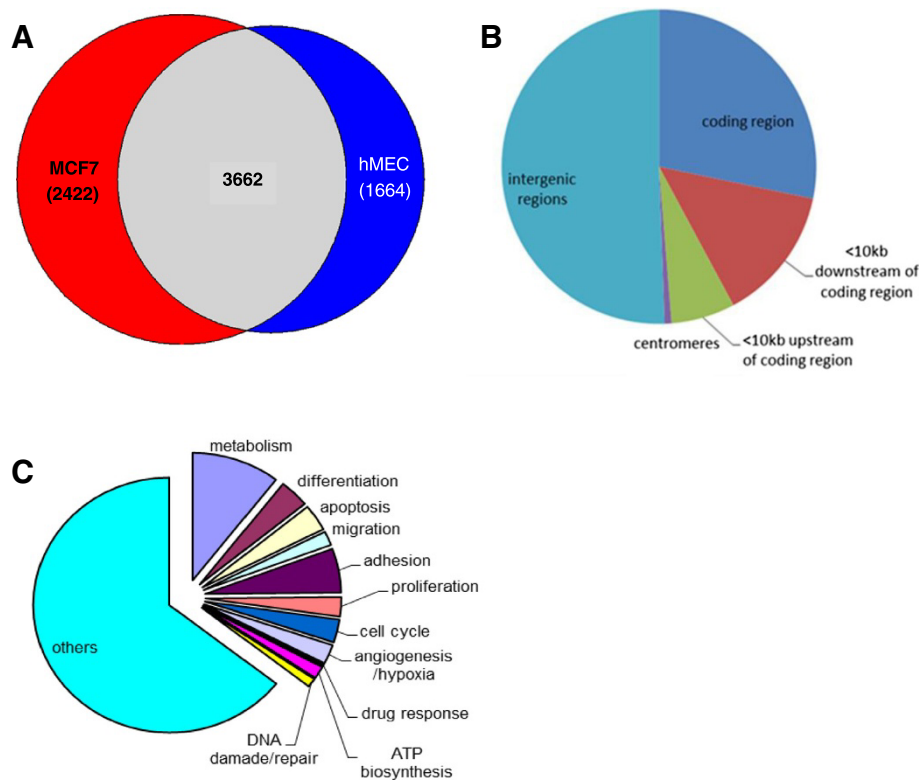 A
MCF7
(2422)
3662
hMEC
(1664)
B
coding region
intergenic
regions
<10kb
downstream of
coding region
<10kb upstream
of coding region
centromeres
C
metabolism
differentiation
apoptosis
migration
adhesion
proliferation
cell cycle
angiogenesis
/hypoxia
drug response
ATP
biosynthesis
DNA
damade/repair
others